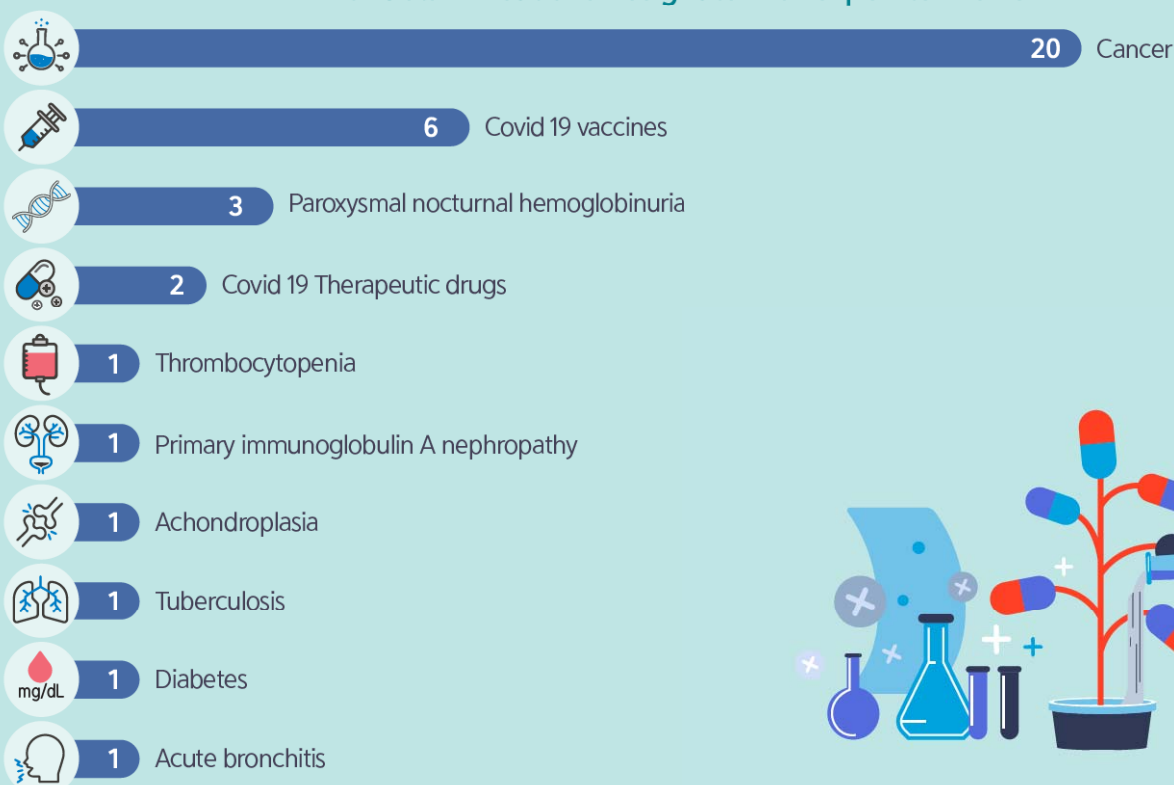 20 Cancer
6 Covid 19 vaccines
3 Paroxysmal nocturnal hemoglobinuria
2 Covid 19 Therapeutic drugs
1 Thrombocytopenia
1 Primary immunoglobulin A nephropathy
1 Achondroplasia
1 Tuberculosis
mg/dL 1 Diabetes
1 Acute bronchitis